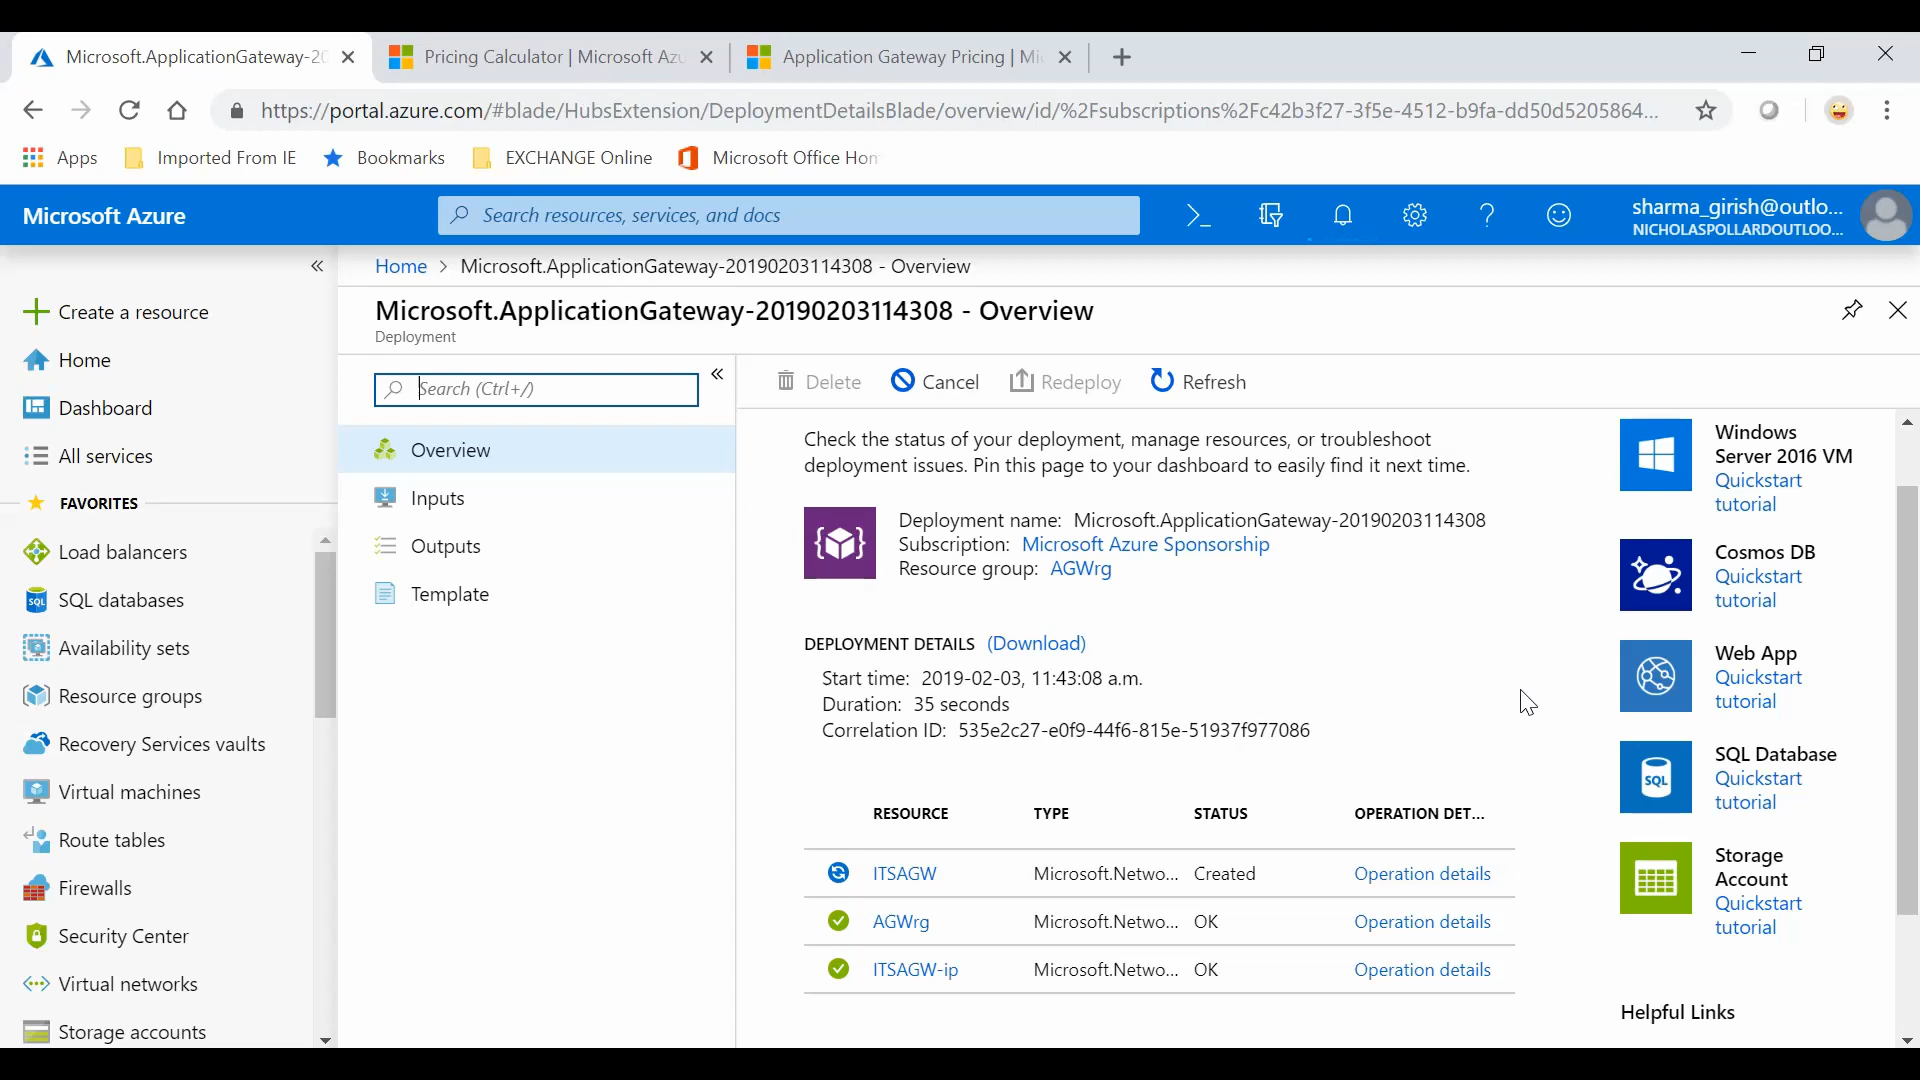 Microsoft.ApplicationGateway-20
Pricing Calculator | Microsoft Azu
Application Gateway Pricing | Mi
https://portal.azure.com/#blade/HubsExtension/DeploymentDetailsBlade/overview/id/%2Fsubscriptions%2Fc42b3f27-3f5e-4512-b9fa-dd50d5205864...
Apps
Imported From IE
Bookmarks
EXCHANGE Online
Microsoft Office Hom
Microsoft Azure
Search resources, services, and docs
sharma_girish@outlo...
NICHOLASPOLLARDOUTLOO...
Create a resource
Home
Dashboard
All services
FAVORITES
Load balancers
SQL databases
Availability sets
Resource groups
Recovery Services vaults
Virtual machines
Route tables
Firewalls
Security Center
Virtual networks
Storage accounts
Home > Microsoft.ApplicationGateway-20190203114308 - Overview
Microsoft.ApplicationGateway-20190203114308 - Overview
Deployment
Search (Ctrl+/)
Overview
Inputs
Outputs
Template
Delete Cancel Redeploy Refresh
Check the status of your deployment, manage resources, or troubleshoot
deployment issues. Pin this page to your dashboard to easily find it next time.
Deployment name: Microsoft.ApplicationGateway-20190203114308
Subscription: Microsoft Azure Sponsorship
Resource group: AGWrg
DEPLOYMENT DETAILS (Download)
Start time: 2019-02-03, 11:43:08 a.m.
Duration: 35 seconds
Correlation ID: 535e2c27-e0f9-44f6-815e-51937f977086
RESOURCE TYPE STATUS OPERATION DET...
ITSAGW Microsoft.Netwo... Created Operation details
AGWrg Microsoft.Netwo... OK Operation details
ITSAGW-ip Microsoft.Netwo... OK Operation details
Windows
Server 2016 VM
Quickstart
tutorial
Cosmos DB
Quickstart
tutorial
Web App
Quickstart
tutorial
SQL
SQL Database
Quickstart
tutorial
Storage
Account
Quickstart
tutorial
Helpful Links